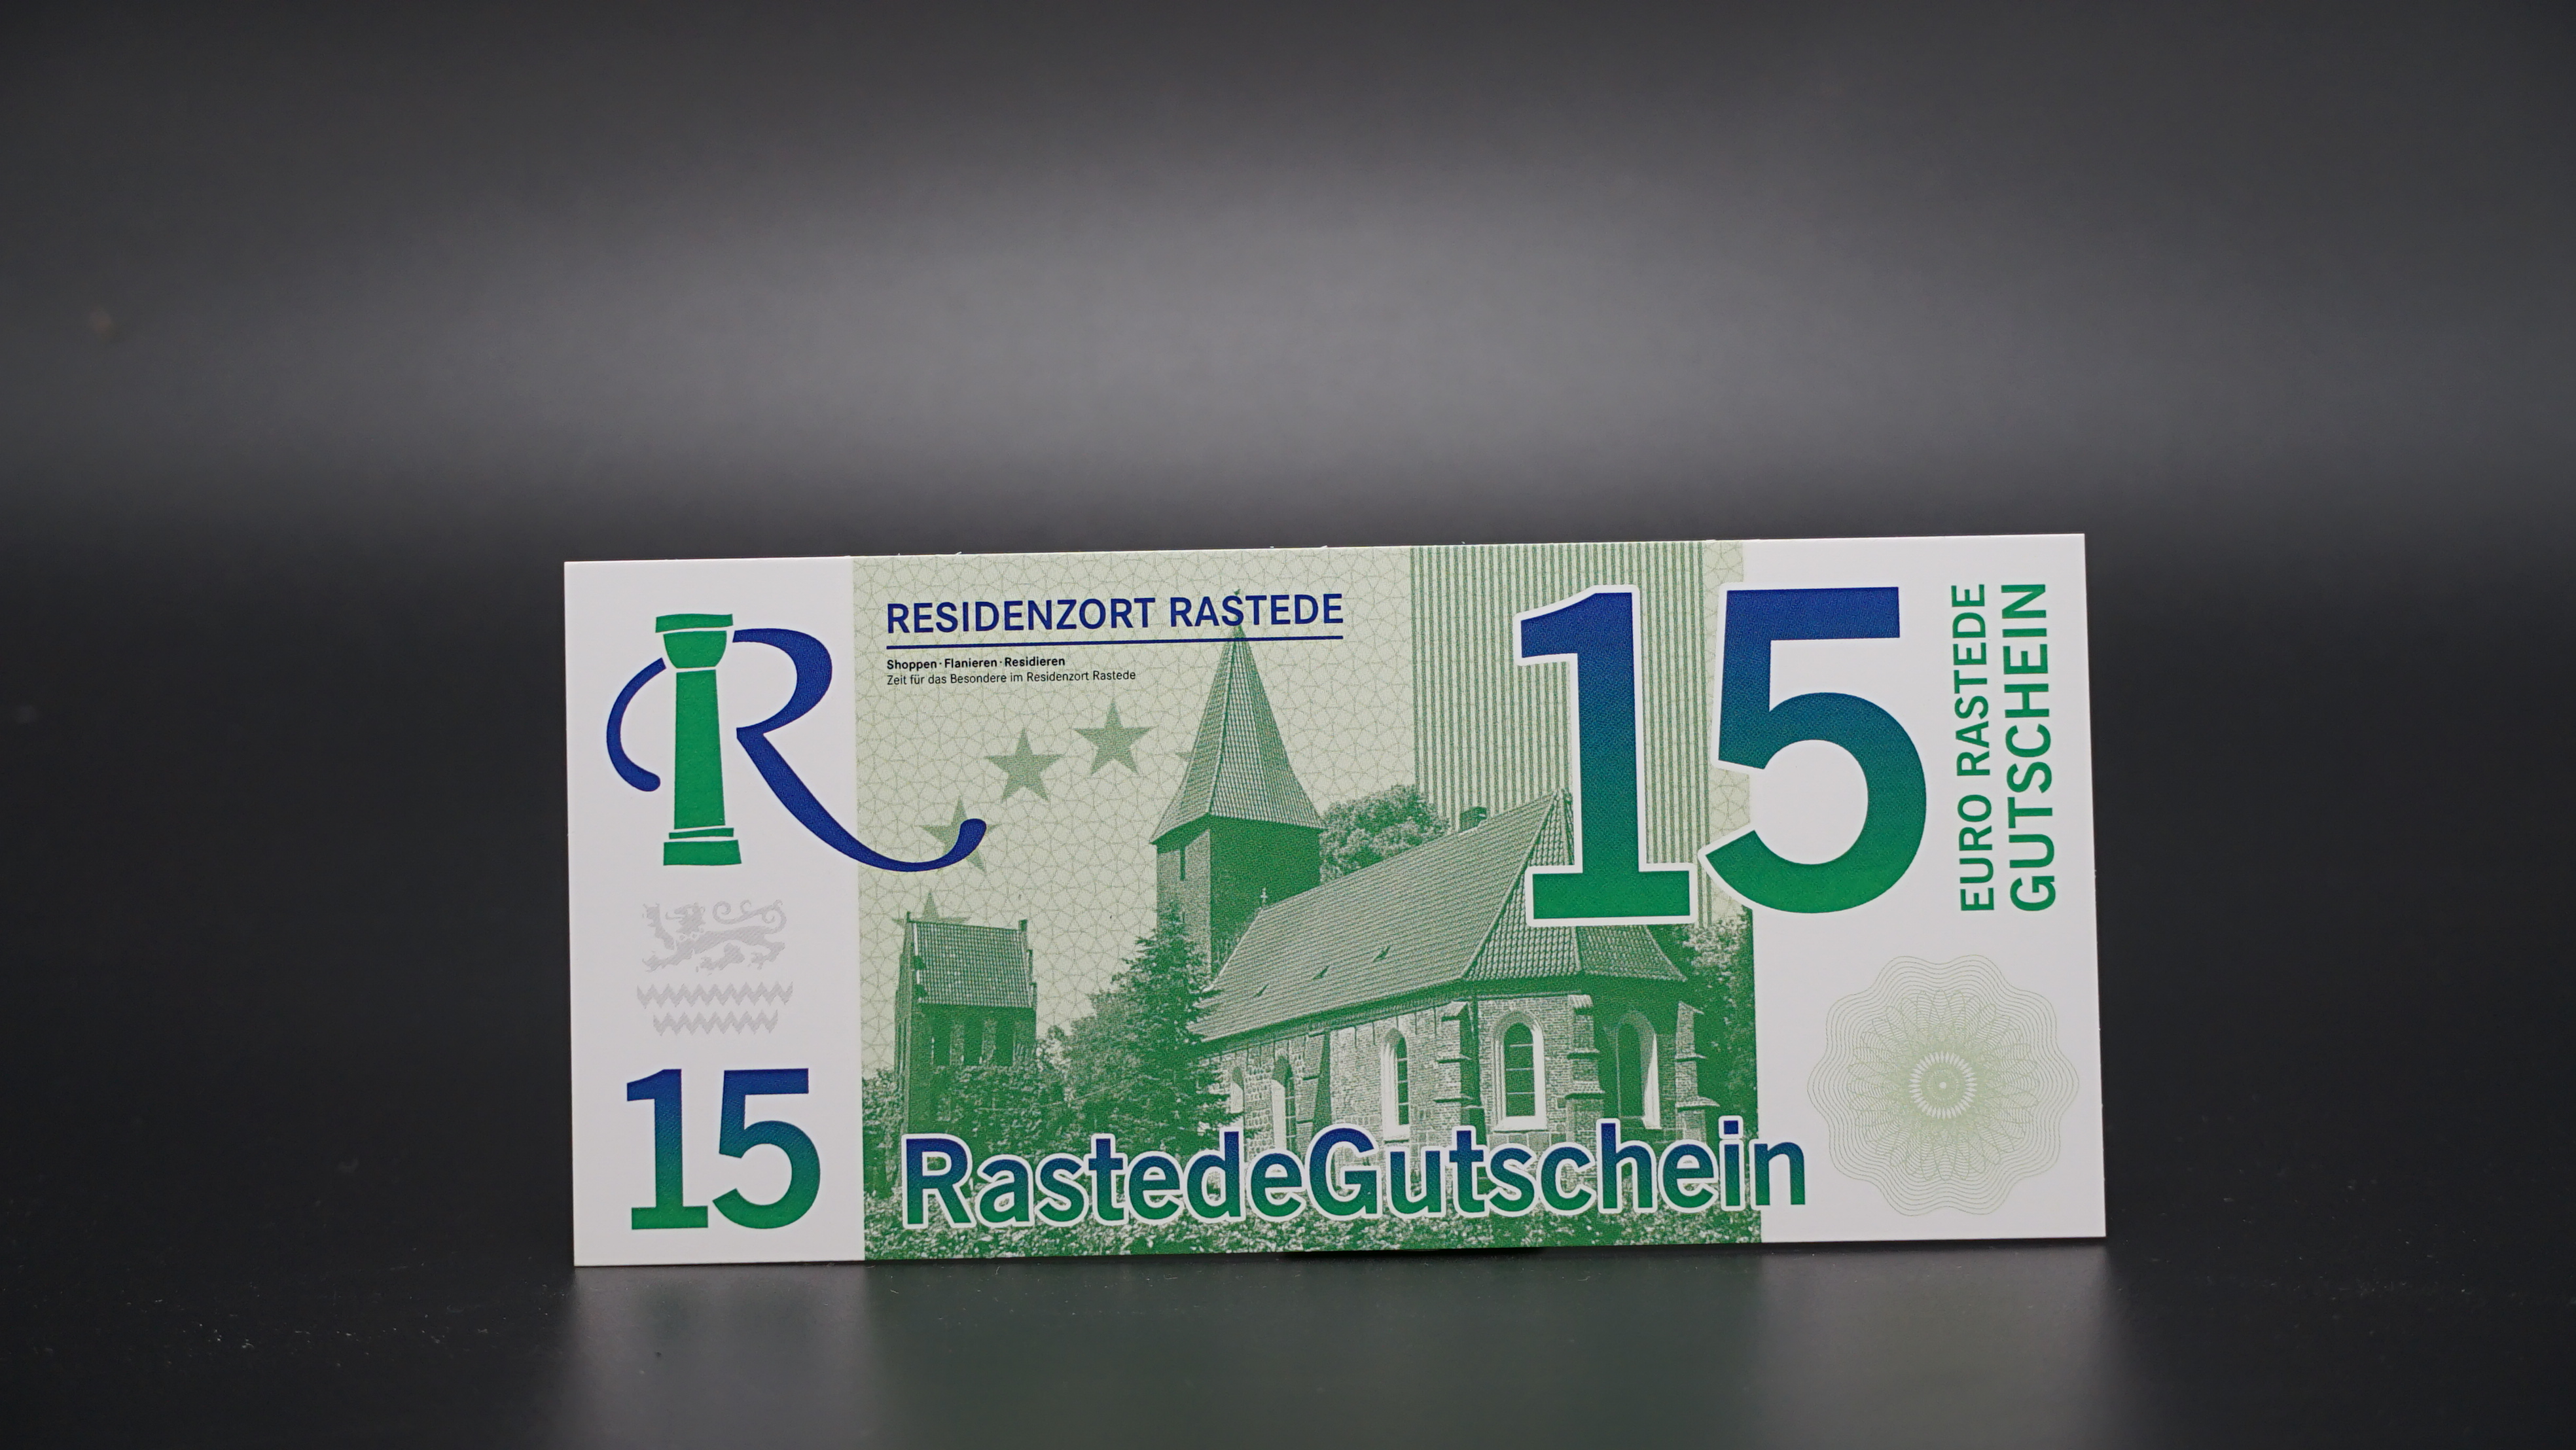 R
RESIDENZORT RASTEDE
Shoppen · Flanieren · Residieren
Zeit für das Besondere im Residenzort Rastede
15
EURO RASTEDE
GUTSCHEIN
15
RastedeGutschein